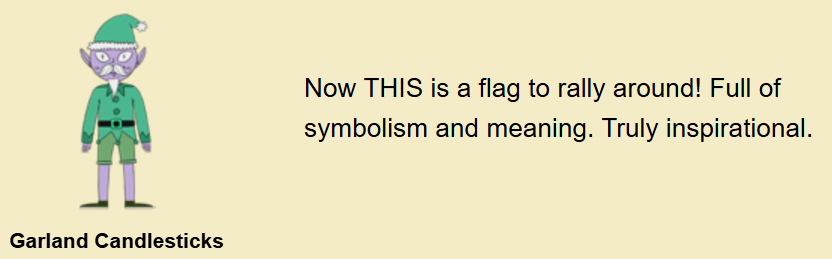 Now THIS is a flag to rally around! Full of
symbolism and meaning. Truly inspirational.
Garland Candlesticks